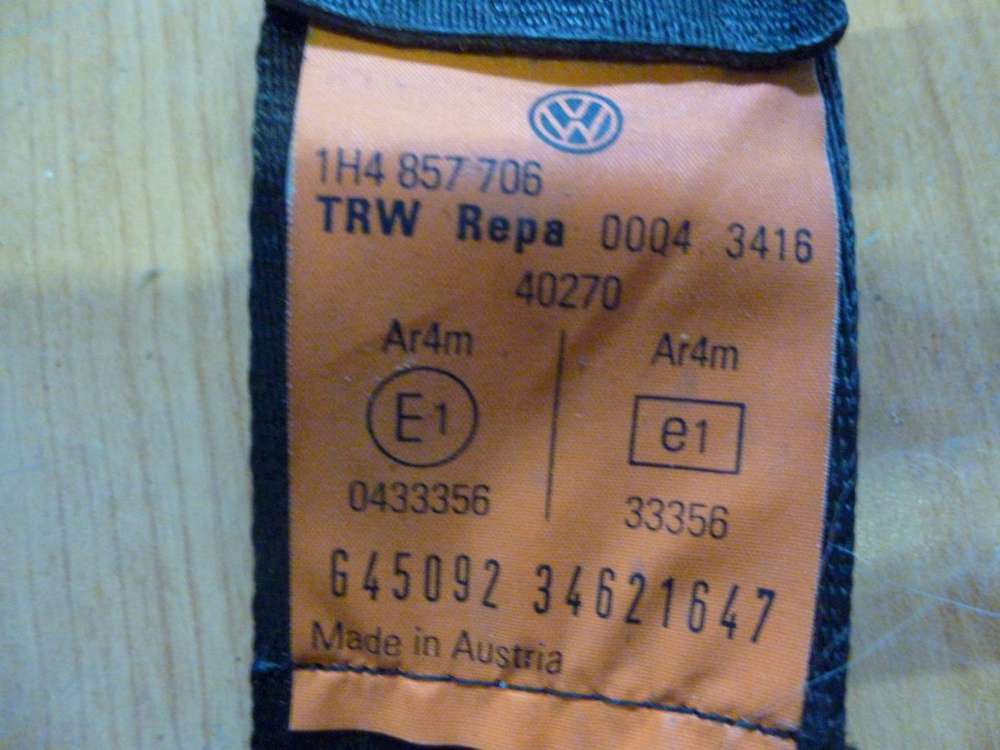 VW
1H4 857 706
TRW Repa 0004 3416
40270
Ar4m Ar4m
E1 e1
0433356 33356
645092 34621647
Made in Austria